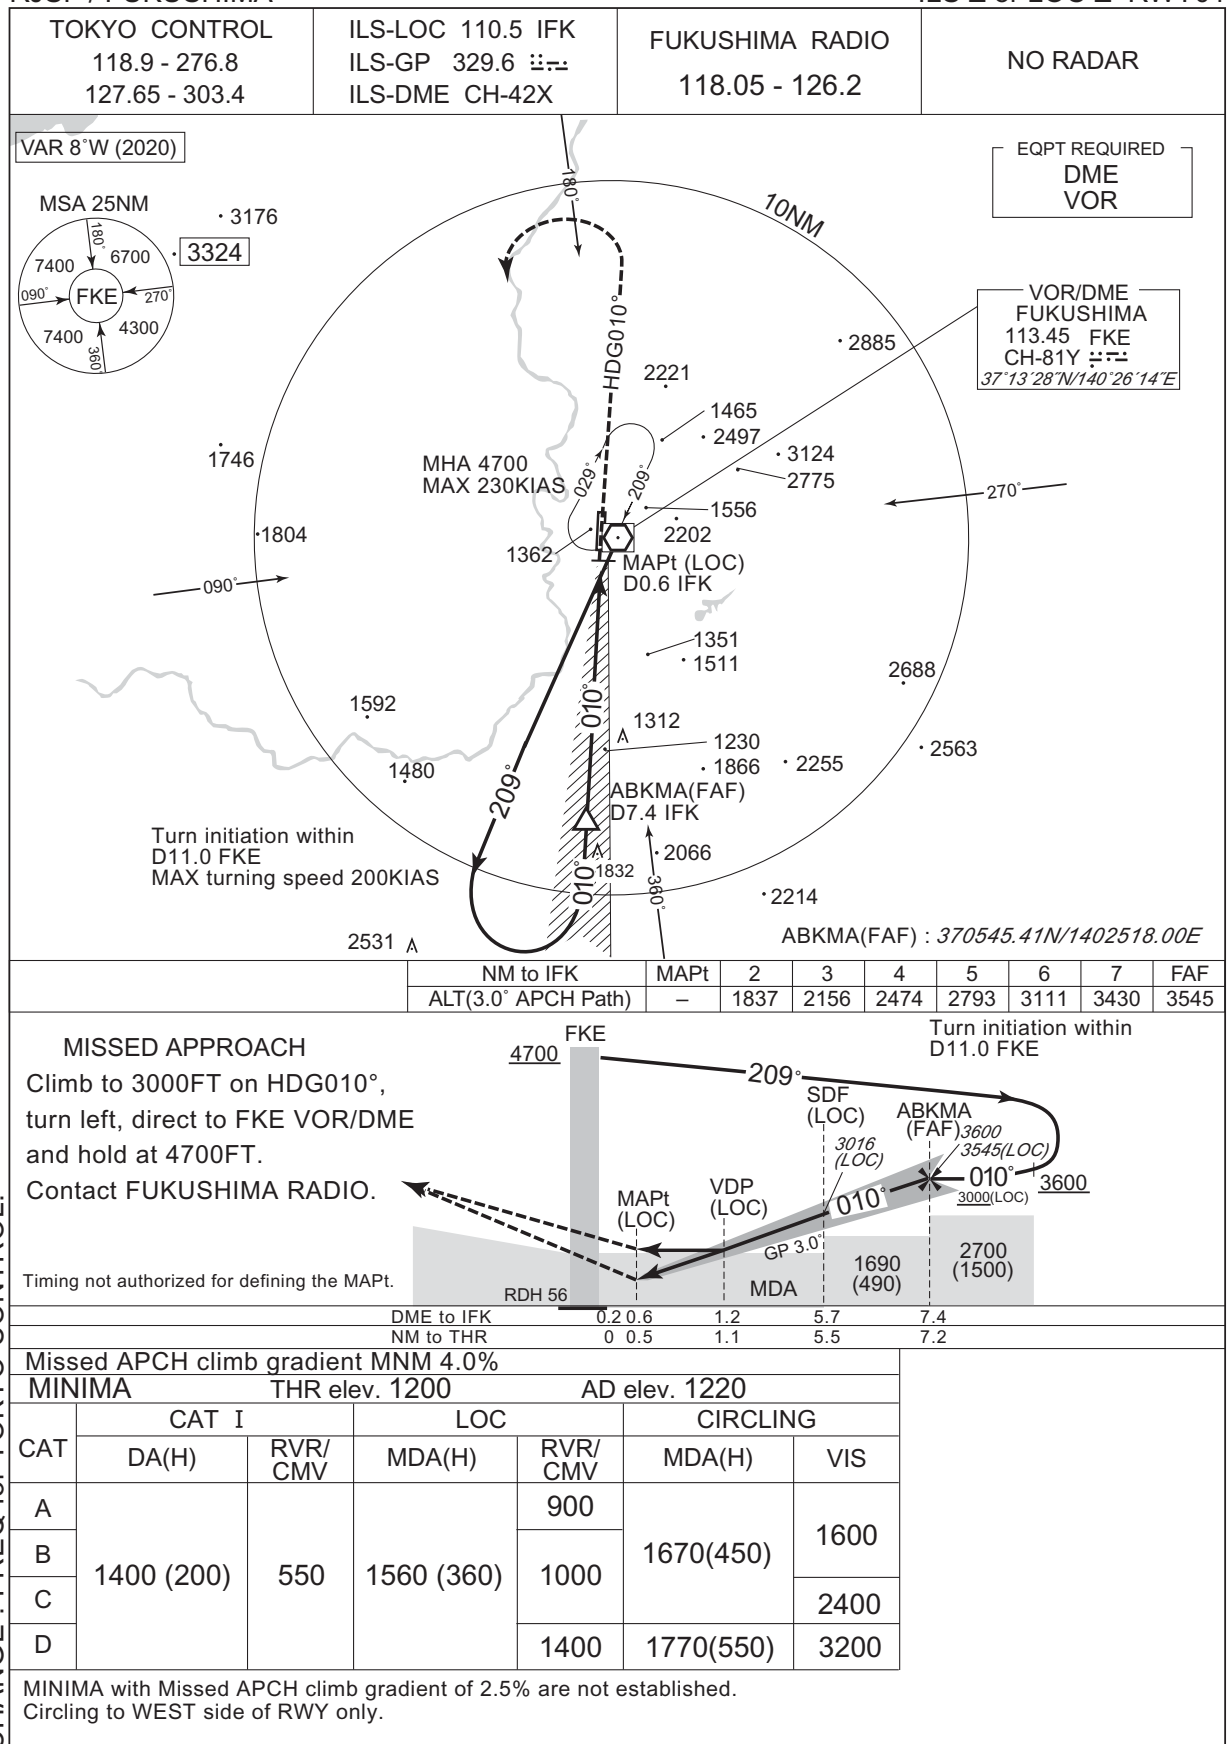 TOKYO CONTROL
118.9 - 276.8
127.65 - 303.4
ILS-LOC 110.5 IFK
ILS-GP 329.6
ILS-DME CH-42X
FUKUSHIMA RADIO
118.05 - 126.2
NO RADAR
VAR 8°W (2020)
EQPT REQUIRED
DME
VOR
MSA 25NM
180°
6700
7400
090°
FKE
270°
7400
4300
360°
3176
3324
180°
10NM
VOR/DME
FUKUSHIMA
113.45 FKE
CH-81Y
37°13′28″N/140°26′14″E
HDG010°
2885
2221
1465
2497
3124
2775
1746
MHA 4700
MAX 230KIAS
029°
209°
270°
1556
2202
1804
1362
MAPt (LOC)
D0.6 IFK
090°
1351
1511
2688
1592
010°
1312
1230
2563
1866
2255
1480
209°
ABKMA(FAF)
D7.4 IFK
Turn initiation within
D11.0 FKE
MAX turning speed 200KIAS
2066
1832
010°
360°
2214
2531
ABKMA(FAF) : 370545.41N/1402518.00E
NM to IFK MAPt 2 3 4 5 6 7 FAF
ALT(3.0° APCH Path) – 1837 2156 2474 2793 3111 3430 3545
MISSED APPROACH
Climb to 3000FT on HDG010°,
turn left, direct to FKE VOR/DME
and hold at 4700FT.
Contact FUKUSHIMA RADIO.
Timing not authorized for defining the MAPt.
FKE
4700
Turn initiation within
D11.0 FKE
209°
SDF
(LOC)
ABKMA
(FAF)
3600
3545(LOC)
3016
(LOC)
010°
3600
3000(LOC)
MAPt
(LOC)
VDP
(LOC)
010°
GP 3.0°
MDA
1690
(490)
2700
(1500)
RDH 56
DME to IFK 0.2 0.6 1.2 5.7 7.4
NM to THR 0 0.5 1.1 5.5 7.2
Missed APCH climb gradient MNM 4.0%
MINIMA THR elev. 1200 AD elev. 1220
CAT
CAT I
LOC
CIRCLING
DA(H)
RVR/
CMV
MDA(H)
RVR/
CMV
MDA(H)
VIS
A
B
C
D
1400 (200)
550
1560 (360)
900
1000
1400
1670(450)
1770(550)
1600
2400
3200
MINIMA with Missed APCH climb gradient of 2.5% are not established.
Circling to WEST side of RWY only.